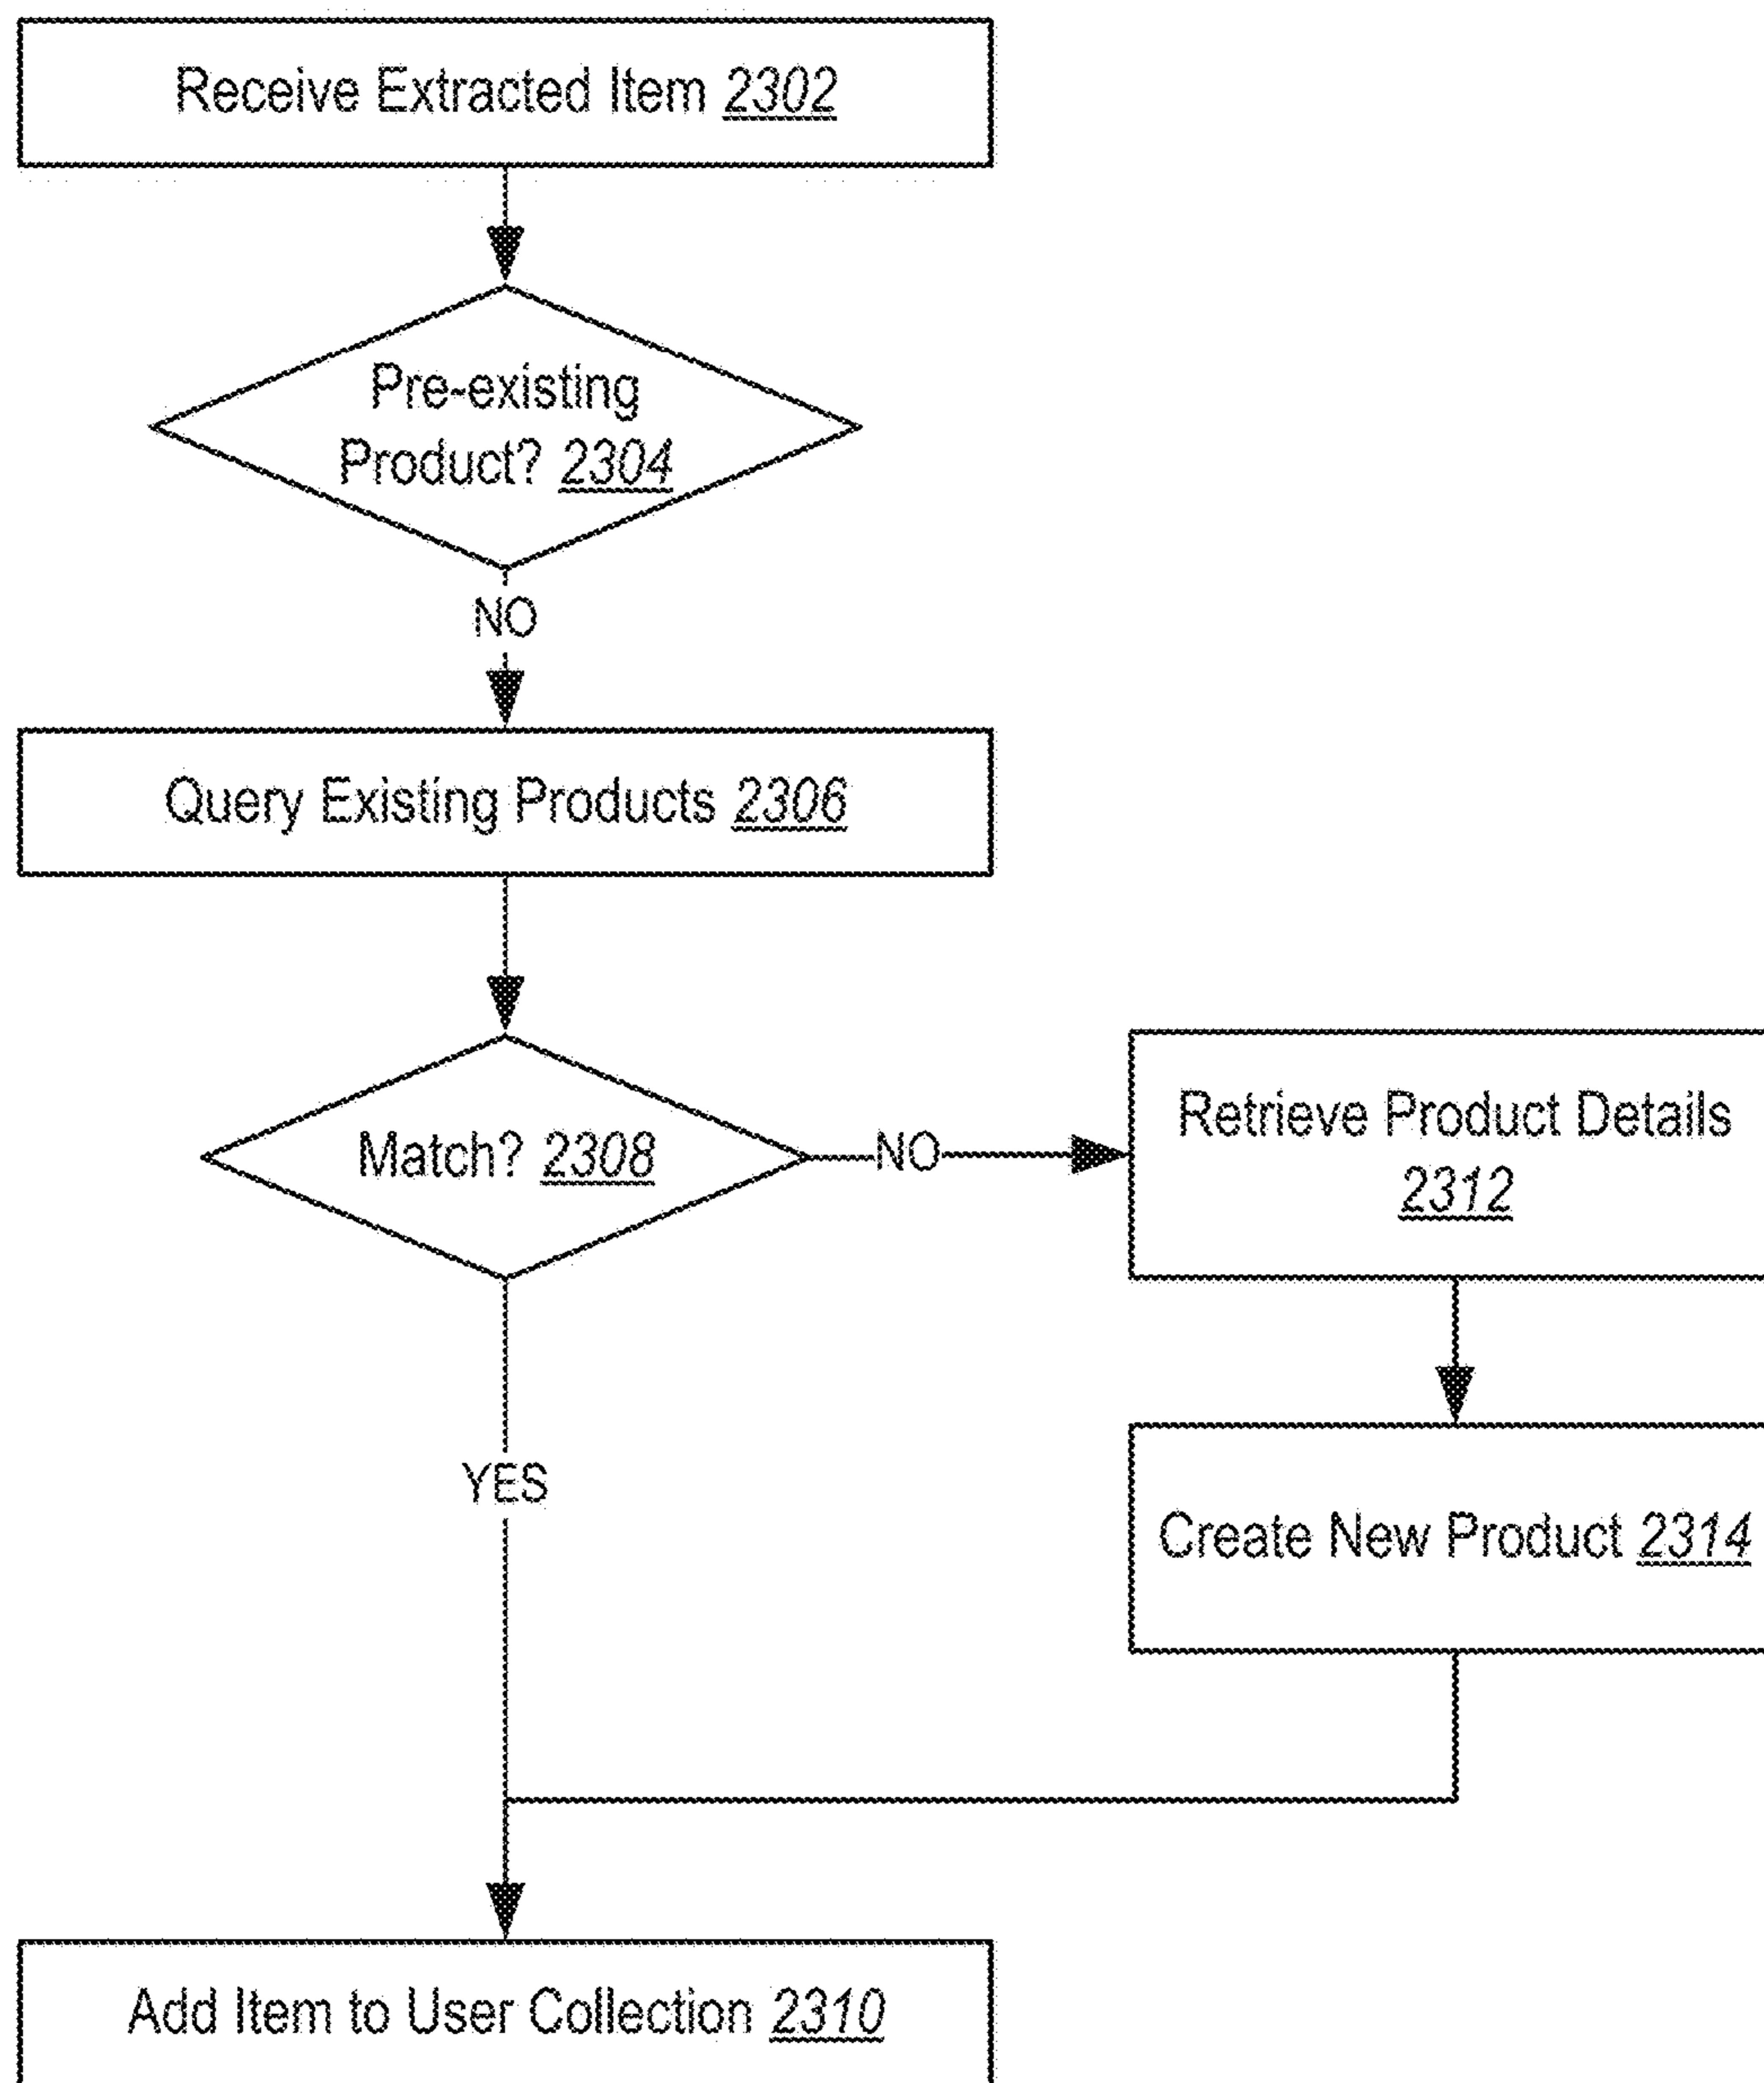 Receive Extracted Item 2302
Pre-existing
Product? 2304
NO
Query Existing Products 2306
Match? 2308
NO
Retrieve Product Details
2312
YES
Create New Product 2314
Add Item to User Collection 2310